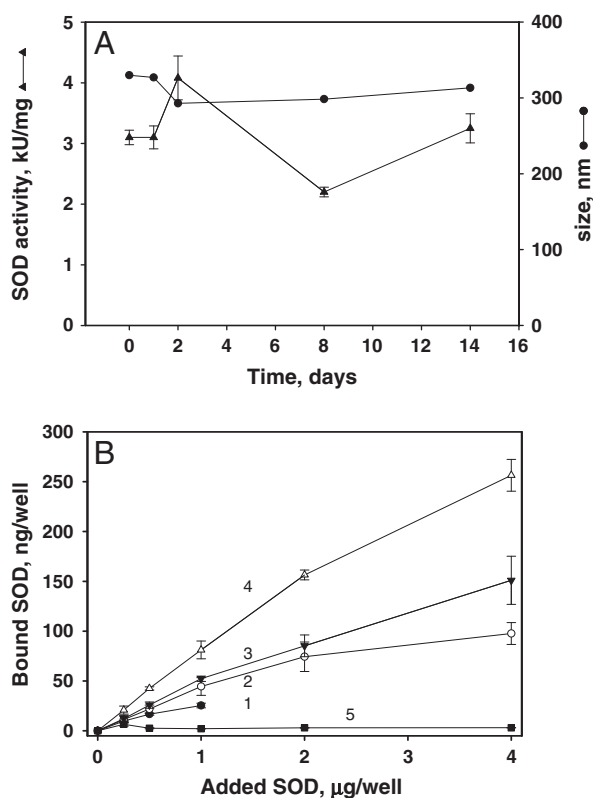 A
SOD activity, kU/mg
5
4
3
2
1
0
400
300
200
100
0
size, nm
0 2 4 6 8 10 12 14 16
Time, days
B
Bound SOD, ng/well
300
250
200
150
100
50
0
4
3
2
1
5
0 1 2 3 4
Added SOD, μg/well